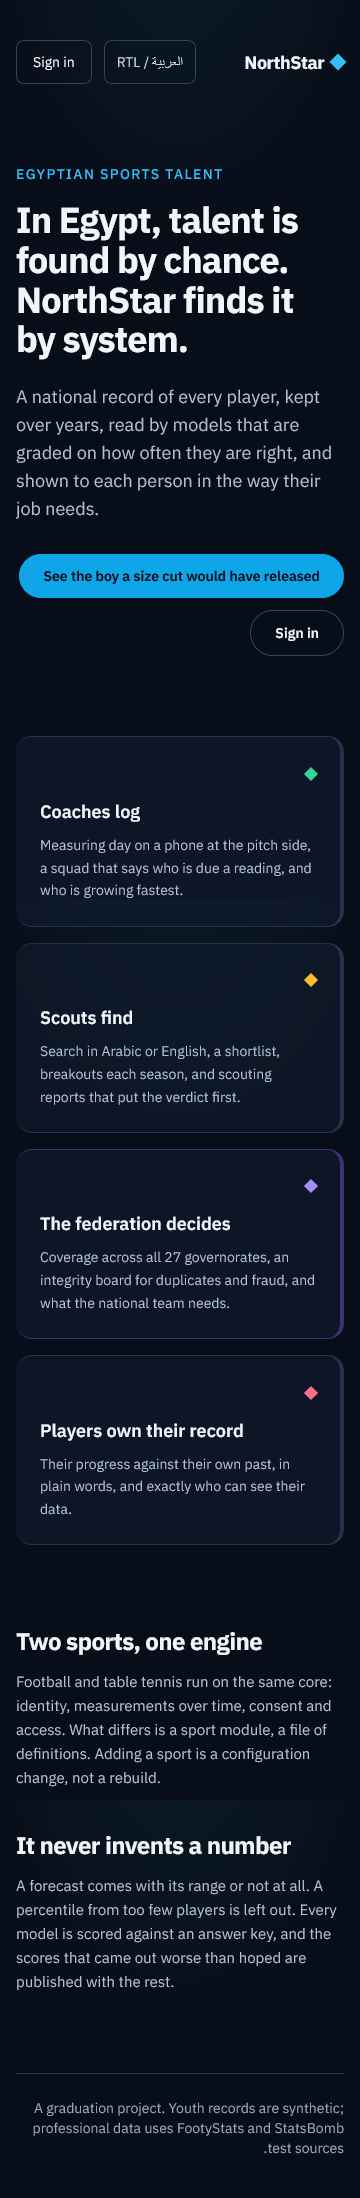 Sign in
RTL / العربية
NorthStar
EGYPTIAN SPORTS TALENT
In Egypt, talent is
found by chance.
NorthStar finds it
by system.
A national record of every player, kept
over years, read by models that are
graded on how often they are right, and
shown to each person in the way their
job needs.
See the boy a size cut would have released
Sign in
Coaches log
Measuring day on a phone at the pitch side,
a squad that says who is due a reading, and
who is growing fastest.
Scouts find
Search in Arabic or English, a shortlist,
breakouts each season, and scouting
reports that put the verdict first.
The federation decides
Coverage across all 27 governorates, an
integrity board for duplicates and fraud, and
what the national team needs.
Players own their record
Their progress against their own past, in
plain words, and exactly who can see their
data.
Two sports, one engine
Football and table tennis run on the same core:
identity, measurements over time, consent and
access. What differs is a sport module, a file of
definitions. Adding a sport is a configuration
change, not a rebuild.
It never invents a number
A forecast comes with its range or not at all. A
percentile from too few players is left out. Every
model is scored against an answer key, and the
scores that came out worse than hoped are
published with the rest.
A graduation project. Youth records are synthetic;
professional data uses FootyStats and StatsBomb
.test sources